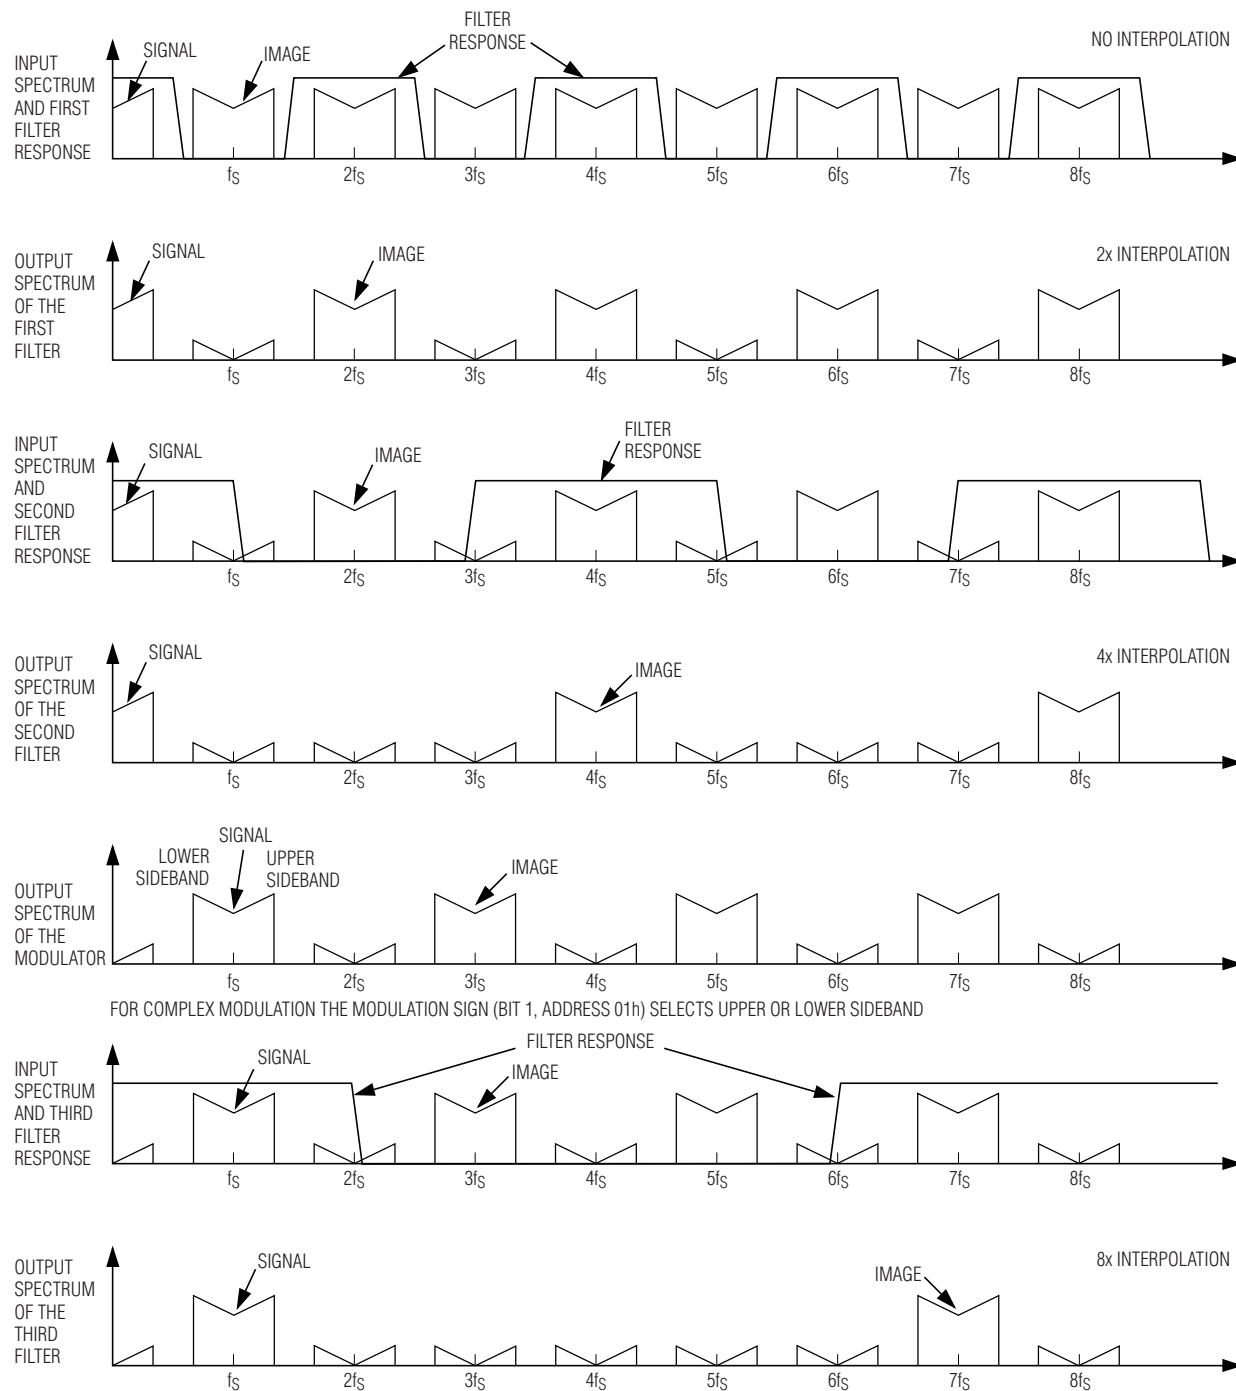 FILTER
RESPONSE
NO INTERPOLATION
SIGNAL
IMAGE
INPUT
SPECTRUM
AND FIRST
FILTER
RESPONSE
fS 2fS 3fS 4fS 5fS 6fS 7fS 8fS
SIGNAL
IMAGE
2x INTERPOLATION
OUTPUT
SPECTRUM
OF THE
FIRST
FILTER
fS 2fS 3fS 4fS 5fS 6fS 7fS 8fS
FILTER
RESPONSE
SIGNAL
IMAGE
INPUT
SPECTRUM
AND
SECOND
FILTER
RESPONSE
fS 2fS 3fS 4fS 5fS 6fS 7fS 8fS
SIGNAL
IMAGE
4x INTERPOLATION
OUTPUT
SPECTRUM
OF THE
SECOND
FILTER
fS 2fS 3fS 4fS 5fS 6fS 7fS 8fS
SIGNAL
LOWER
SIDEBAND
UPPER
SIDEBAND
IMAGE
OUTPUT
SPECTRUM
OF THE
MODULATOR
fS 2fS 3fS 4fS 5fS 6fS 7fS 8fS
FOR COMPLEX MODULATION THE MODULATION SIGN (BIT 1, ADDRESS 01h) SELECTS UPPER OR LOWER SIDEBAND
FILTER RESPONSE
SIGNAL
IMAGE
INPUT
SPECTRUM
AND THIRD
FILTER
RESPONSE
fS 2fS 3fS 4fS 5fS 6fS 7fS 8fS
SIGNAL
IMAGE
8x INTERPOLATION
OUTPUT
SPECTRUM
OF THE
THIRD
FILTER
fS 2fS 3fS 4fS 5fS 6fS 7fS 8fS